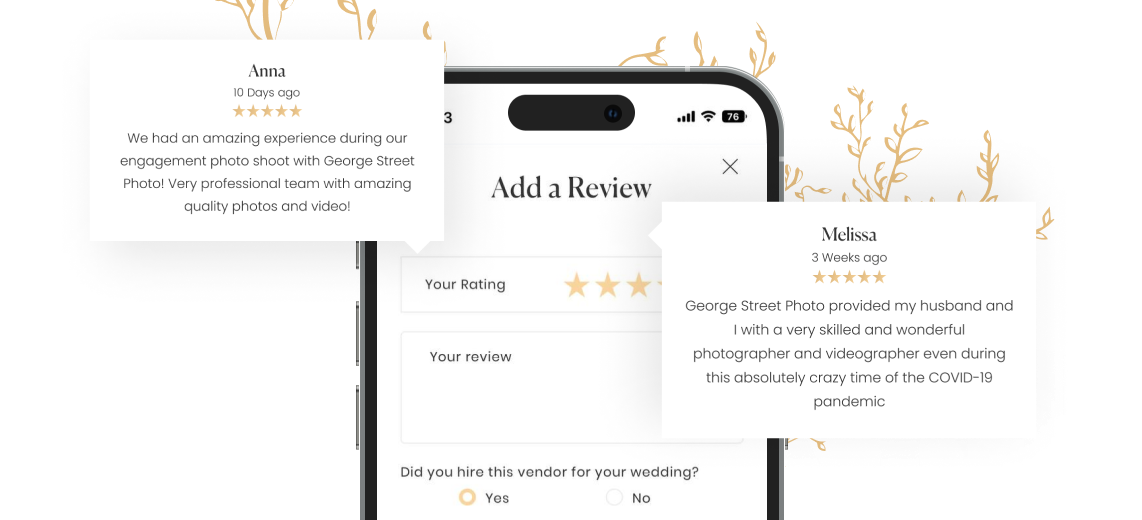 Anna
10 Days ago
We had an amazing experience during our
engagement photo shoot with George Street
Photo! Very professional team with amazing
quality photos and video!
3
76
Add a Review
Your Rating
Your review
Did you hire this vendor for your wedding?
Yes
No
Melissa
3 Weeks ago
George Street Photo provided my husband and
I with a very skilled and wonderful
photographer and videographer even during
this absolutely crazy time of the COVID-19
pandemic